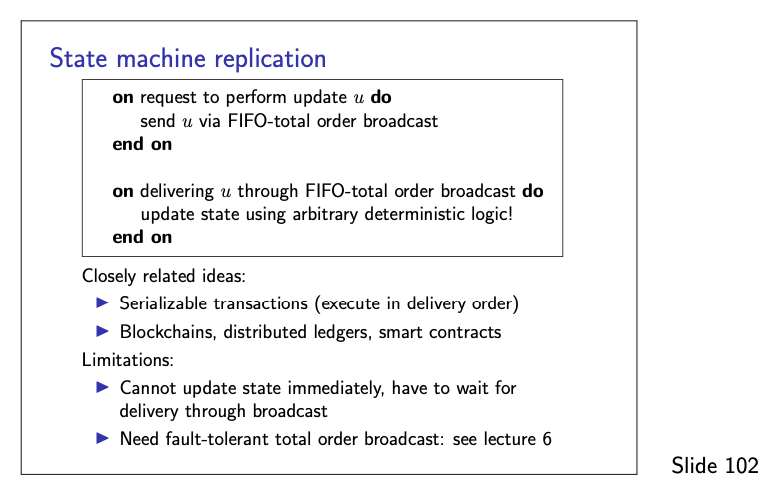 State machine replication
on request to perform update u do
send u via FIFO-total order broadcast
end on
on delivering u through FIFO-total order broadcast do
update state using arbitrary deterministic logic!
end on
Closely related ideas:
▶ Serializable transactions (execute in delivery order)
▶ Blockchains, distributed ledgers, smart contracts
Limitations:
▶ Cannot update state immediately, have to wait for
delivery through broadcast
▶ Need fault-tolerant total order broadcast: see lecture 6
Slide 102